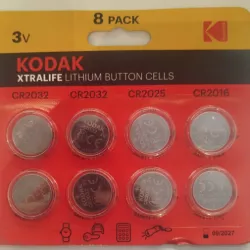 8 PACK
3V
KODAK
XTRALIFE LITHIUM BUTTON CELLS
CR2032 CR2032 CR2025 CR2016